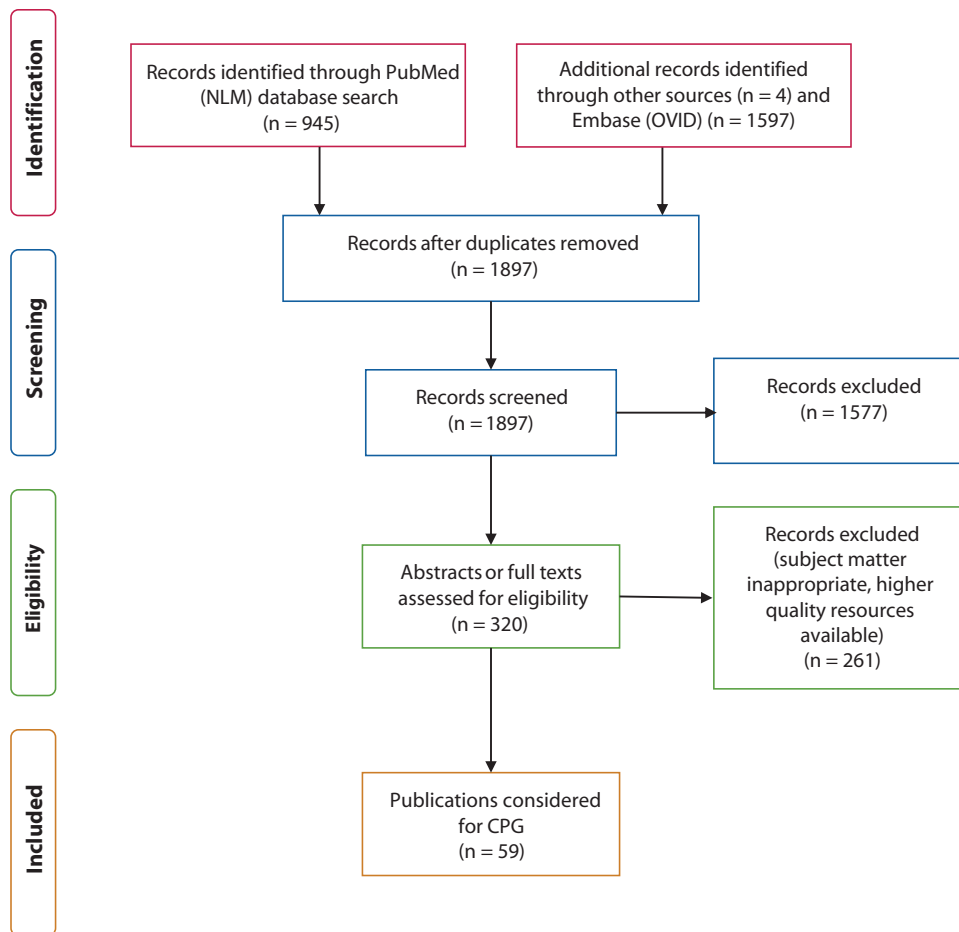 Identification
Records identified through PubMed
(NLM) database search
(n = 945)
Additional records identified
through other sources (n = 4) and
Embase (OVID) (n = 1597)
Screening
Records after duplicates removed
(n = 1897)
Records screened
(n = 1897)
Records excluded
(n = 1577)
Eligibility
Abstracts or full texts
assessed for eligibility
(n = 320)
Records excluded
(subject matter
inappropriate, higher
quality resources
available)
(n = 261)
Included
Publications considered
for CPG
(n = 59)